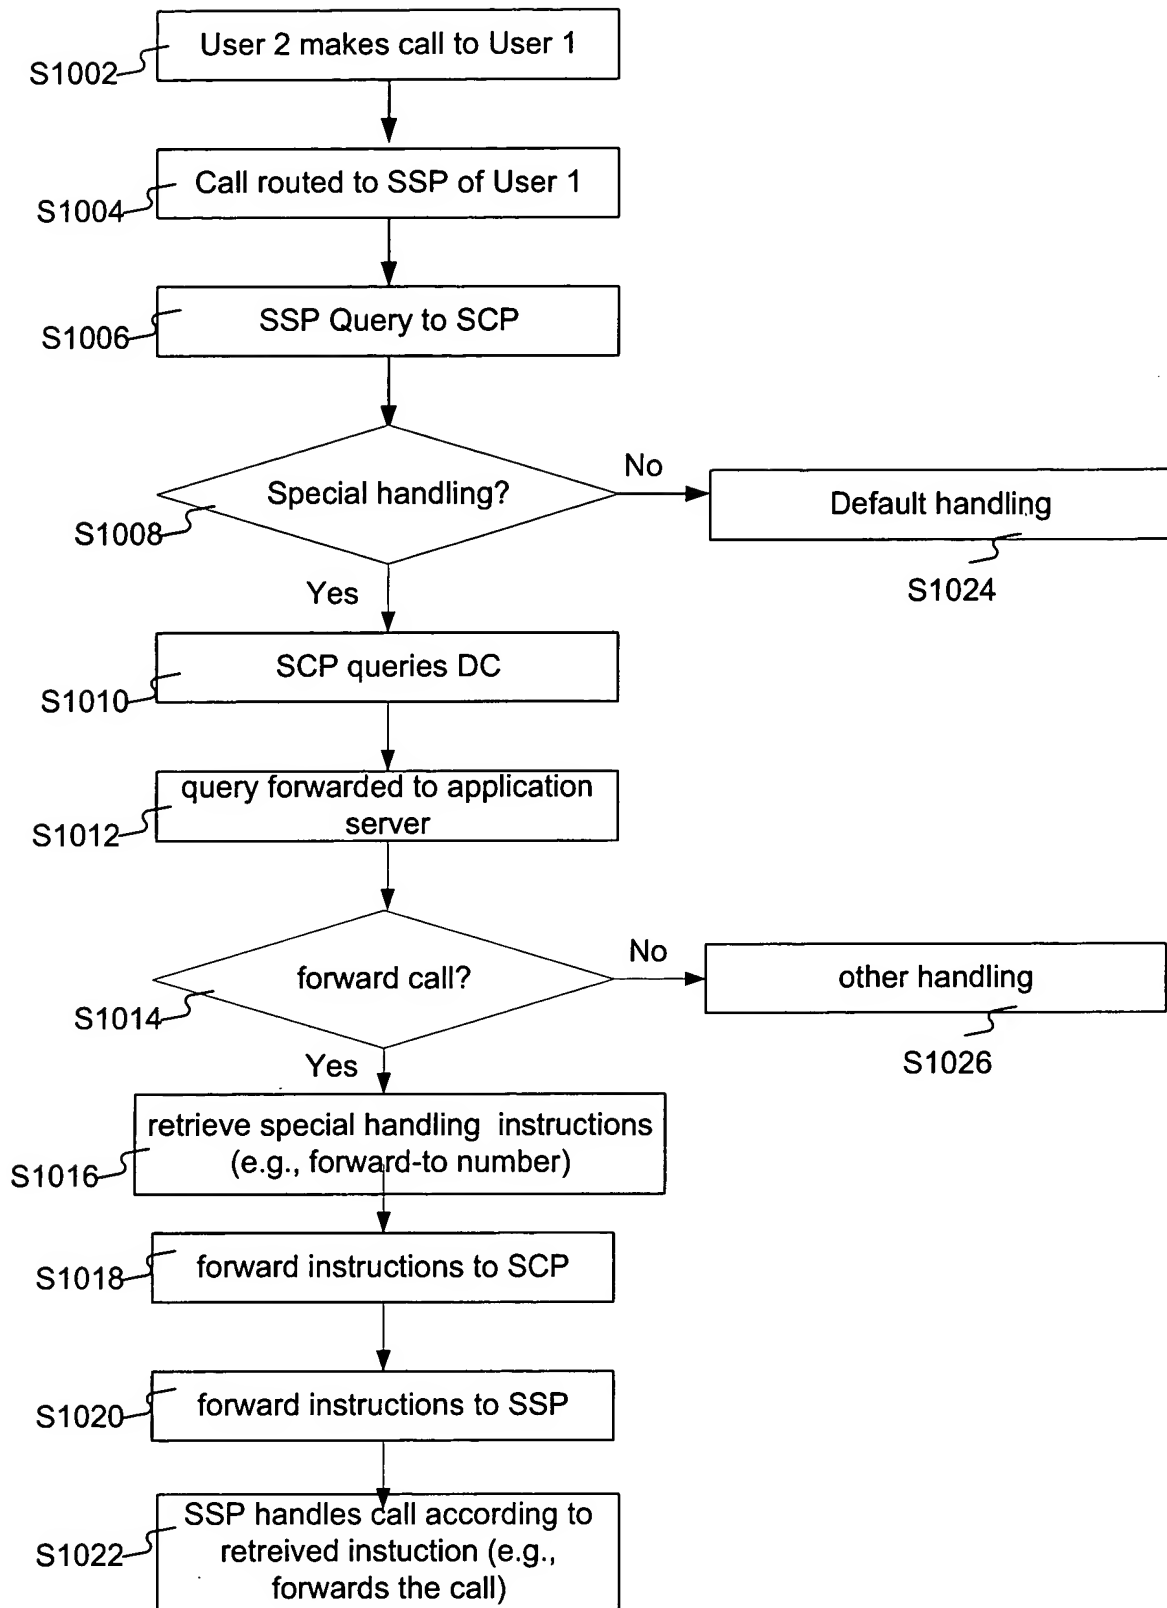 User 2 makes call to User 1
S1002
Call routed to SSP of User 1
S1004
SSP Query to SCP
S1006
Special handling?
No
Default handling
S1008
S1024
Yes
SCP queries DC
S1010
query forwarded to application
server
S1012
forward call?
No
other handling
S1014
S1026
Yes
retrieve special handling instructions
(e.g., forward-to number)
S1016
forward instructions to SCP
S1018
forward instructions to SSP
S1020
SSP handles call according to
retreived instuction (e.g.,
forwards the call)
S1022